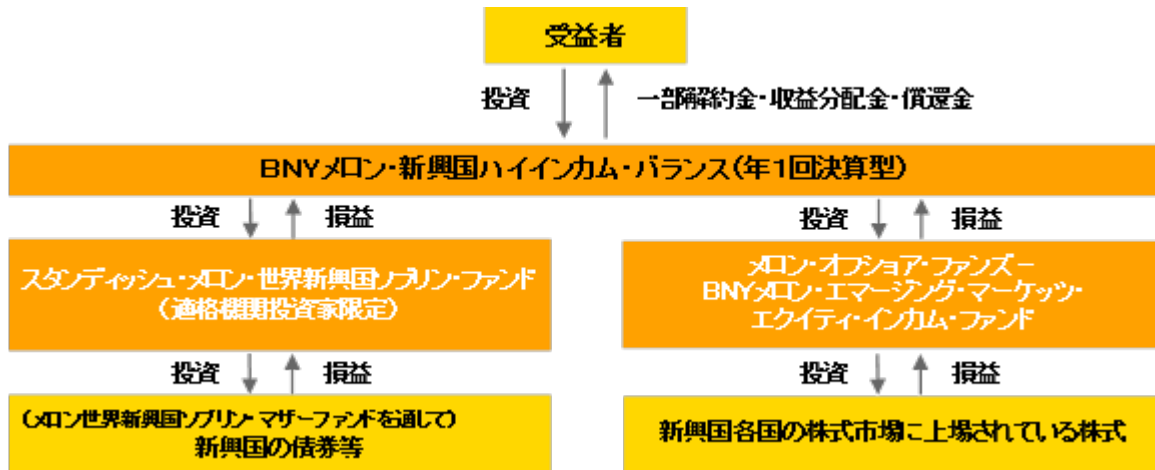 受益者
投資
一部解約金・収益分配金・償還金
BNYメロン・新興国ハイインカム・バランス(年1回決算型)
投資 損益
投資 損益
スタンディッシュ・メロン・世界新興国ソブリン・ファンド
(適格機関投資家限定)
メロン・オフショア・ファンズ－
BNYメロン・エマージング・マーケッツ・
エクイティ・インカム・ファンド
投資 損益
投資 損益
(メロン世界新興国ソブリン・マザーファンドを通して)
新興国の債券等
新興国各国の株式市場に上場されている株式